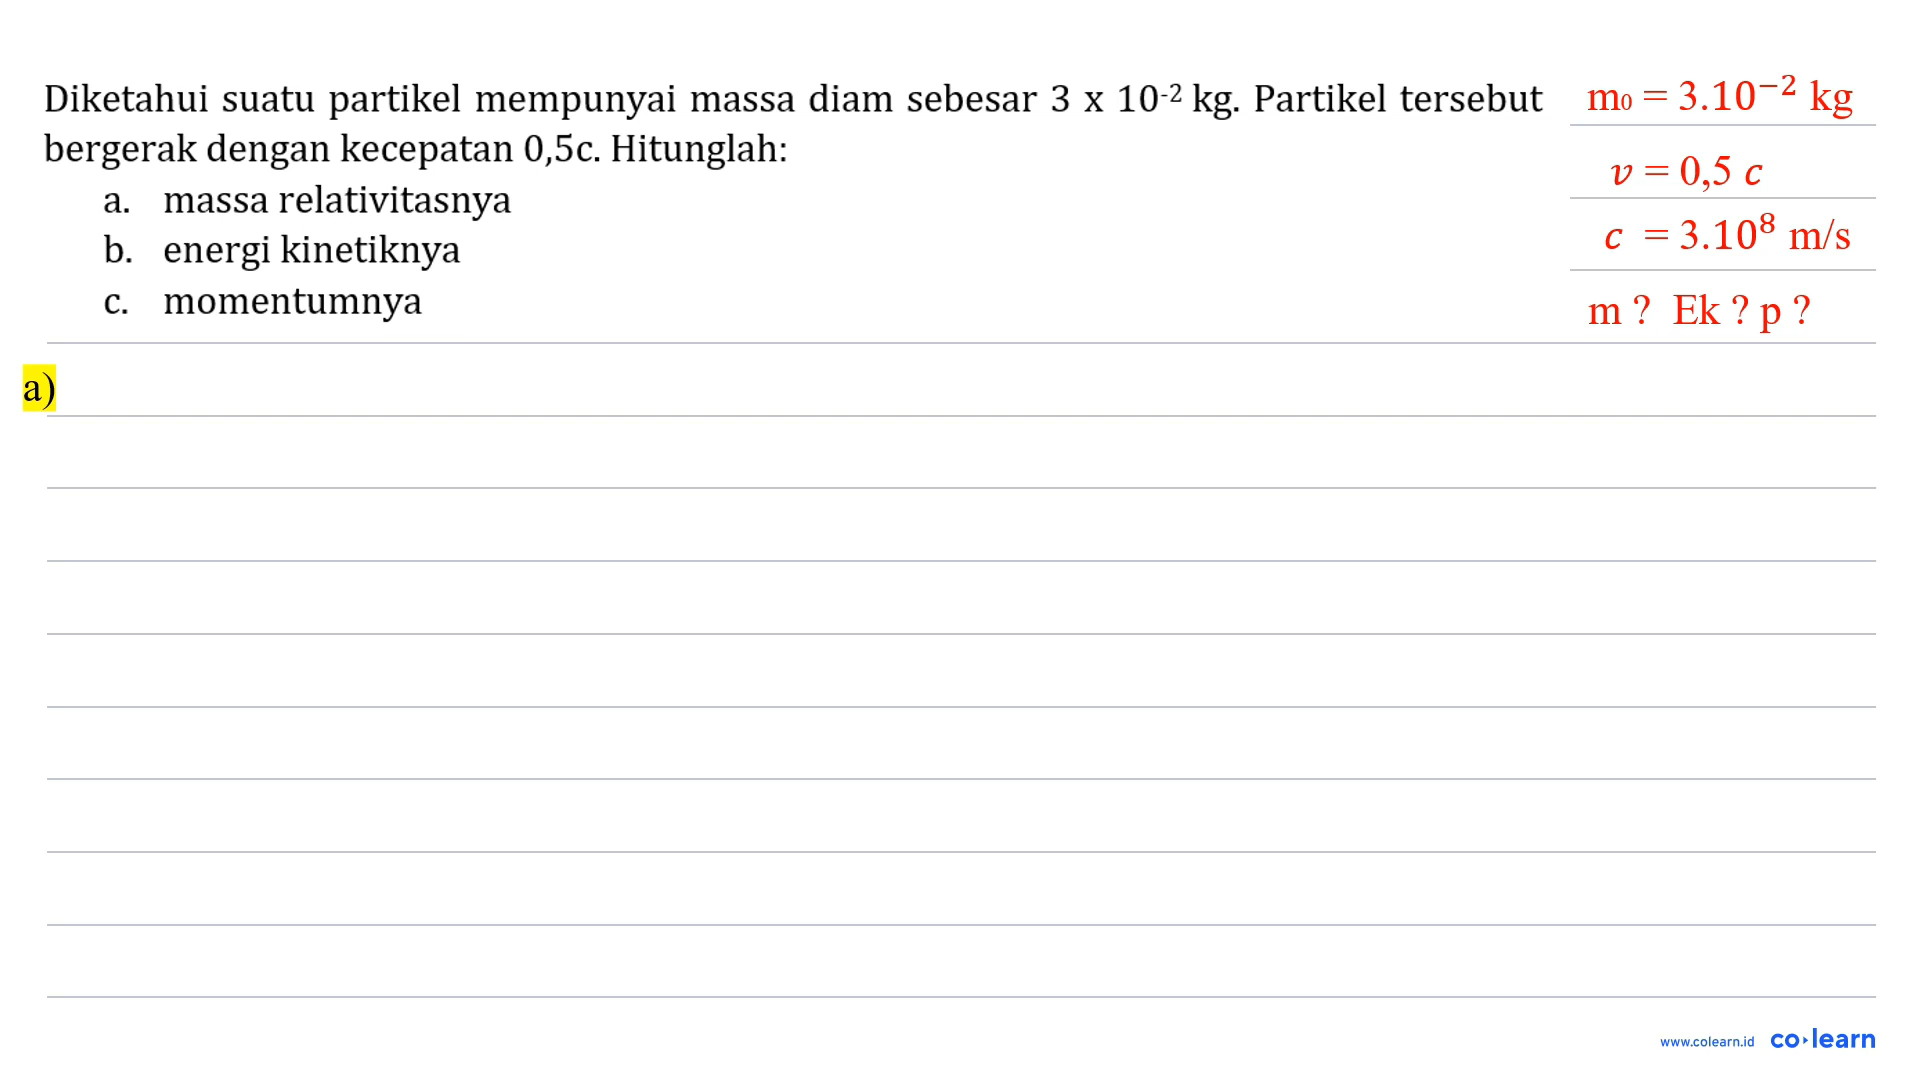 Diketahui suatu partikel mempunyai massa diam sebesar 3 x 10⁻² kg. Partikel tersebut
bergerak dengan kecepatan 0,5c. Hitunglah:
a. massa relativitasnya
b. energi kinetiknya
c. momentumnya
m₀ = 3.10⁻² kg
v = 0,5 c
c = 3.10⁸ m/s
m ? Ek ? p ?
a)
www.colearn.id co learn